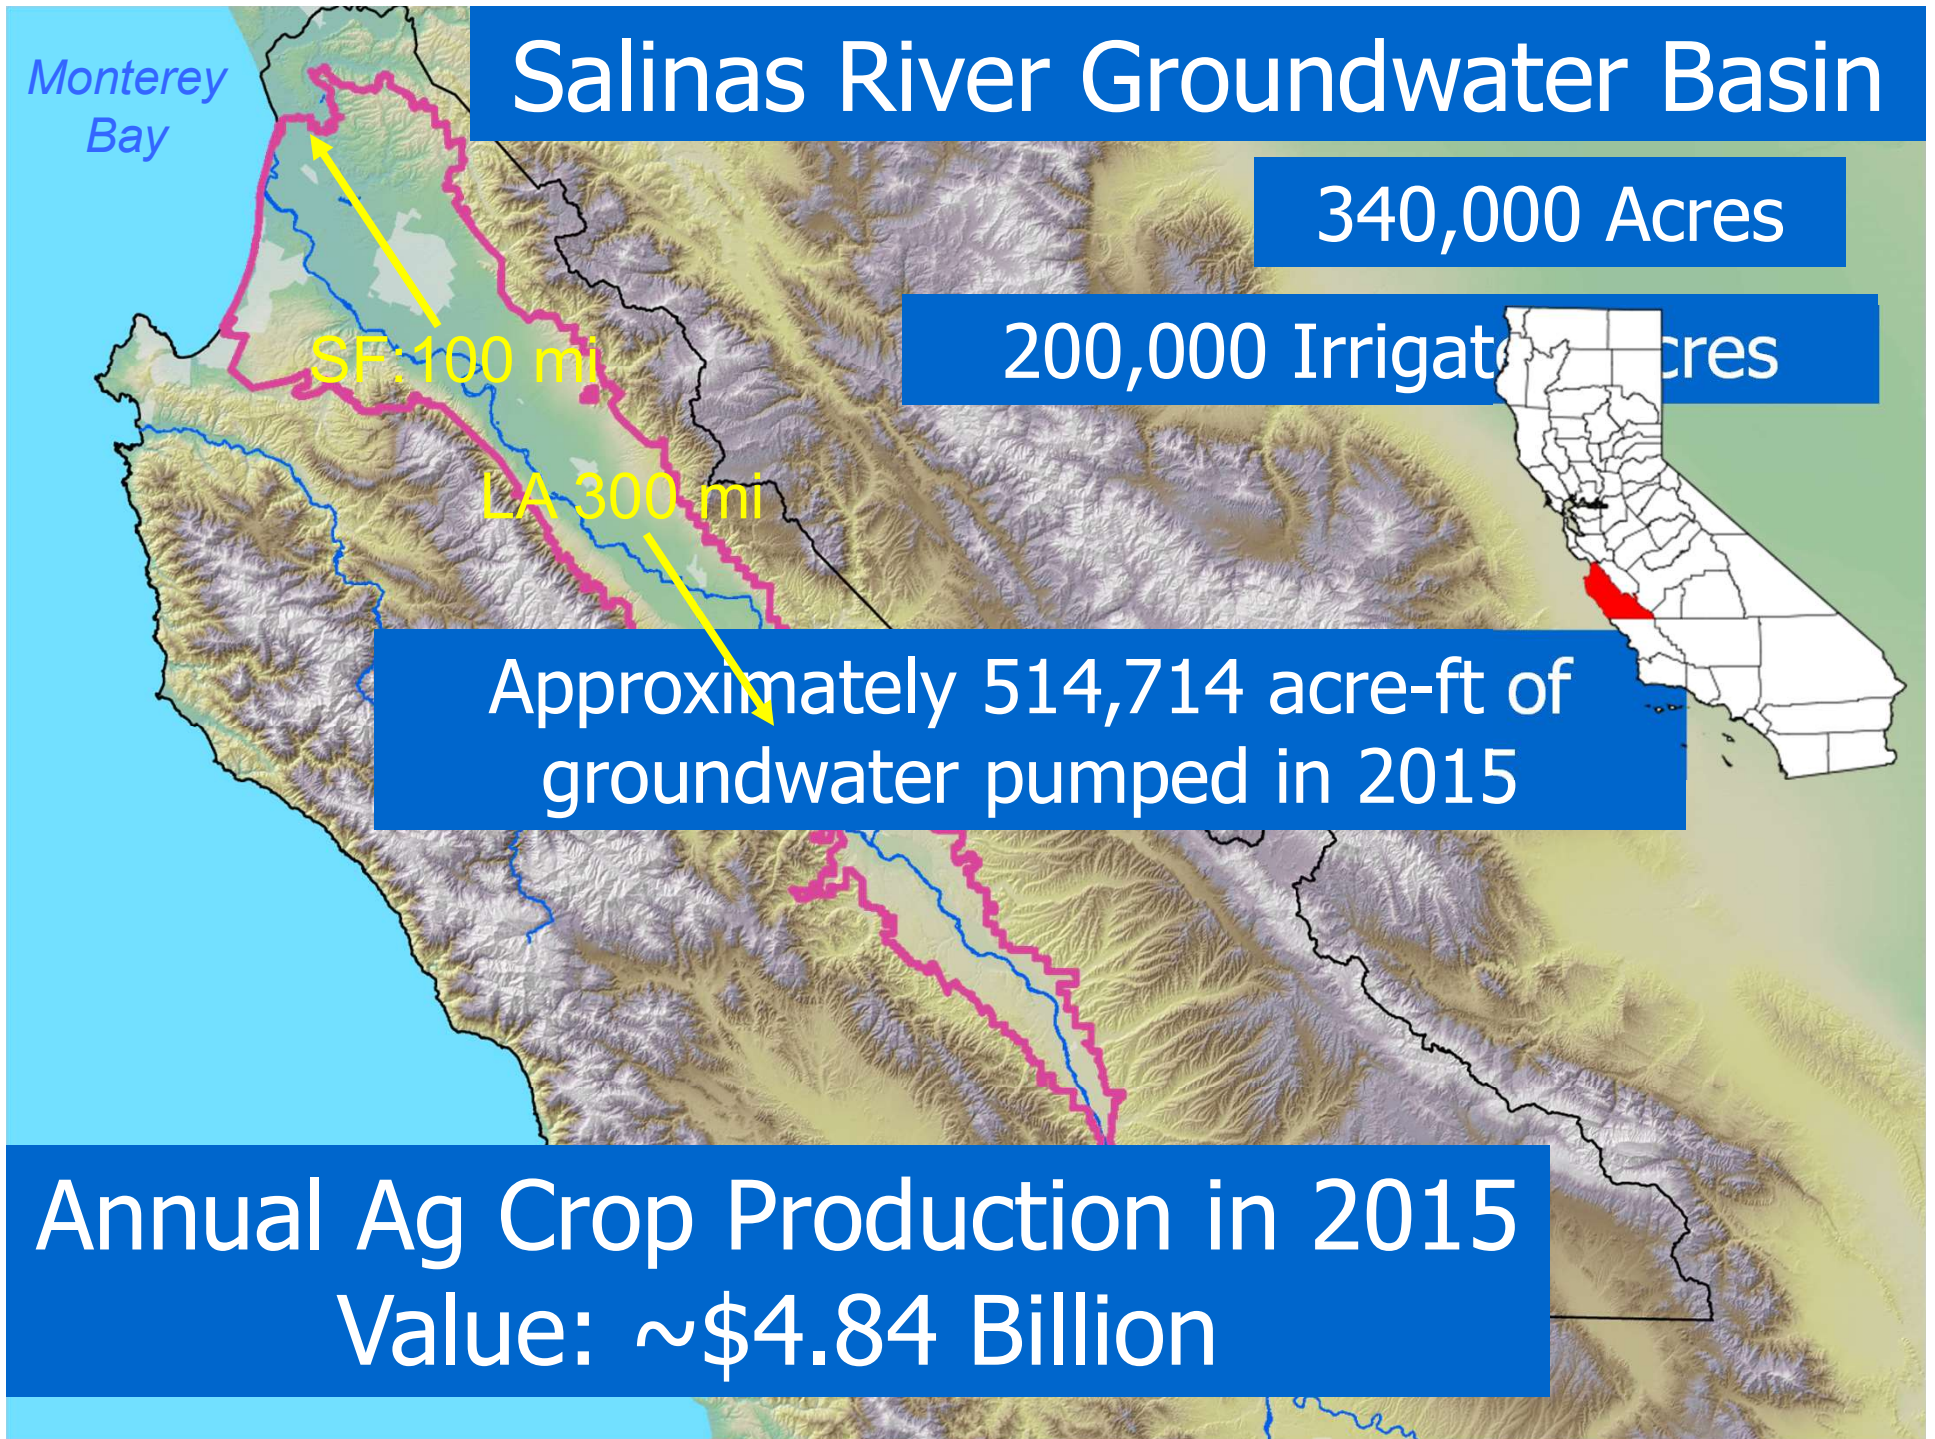 Salinas River Groundwater Basin
Monterey
Bay
340,000 Acres
200,000 Irrigat cres
SF:100 mi
LA 300 mi
Approximately 514,714 acre-ft of
groundwater pumped in 2015
Annual Ag Crop Production in 2015
Value: ~$4.84 Billion